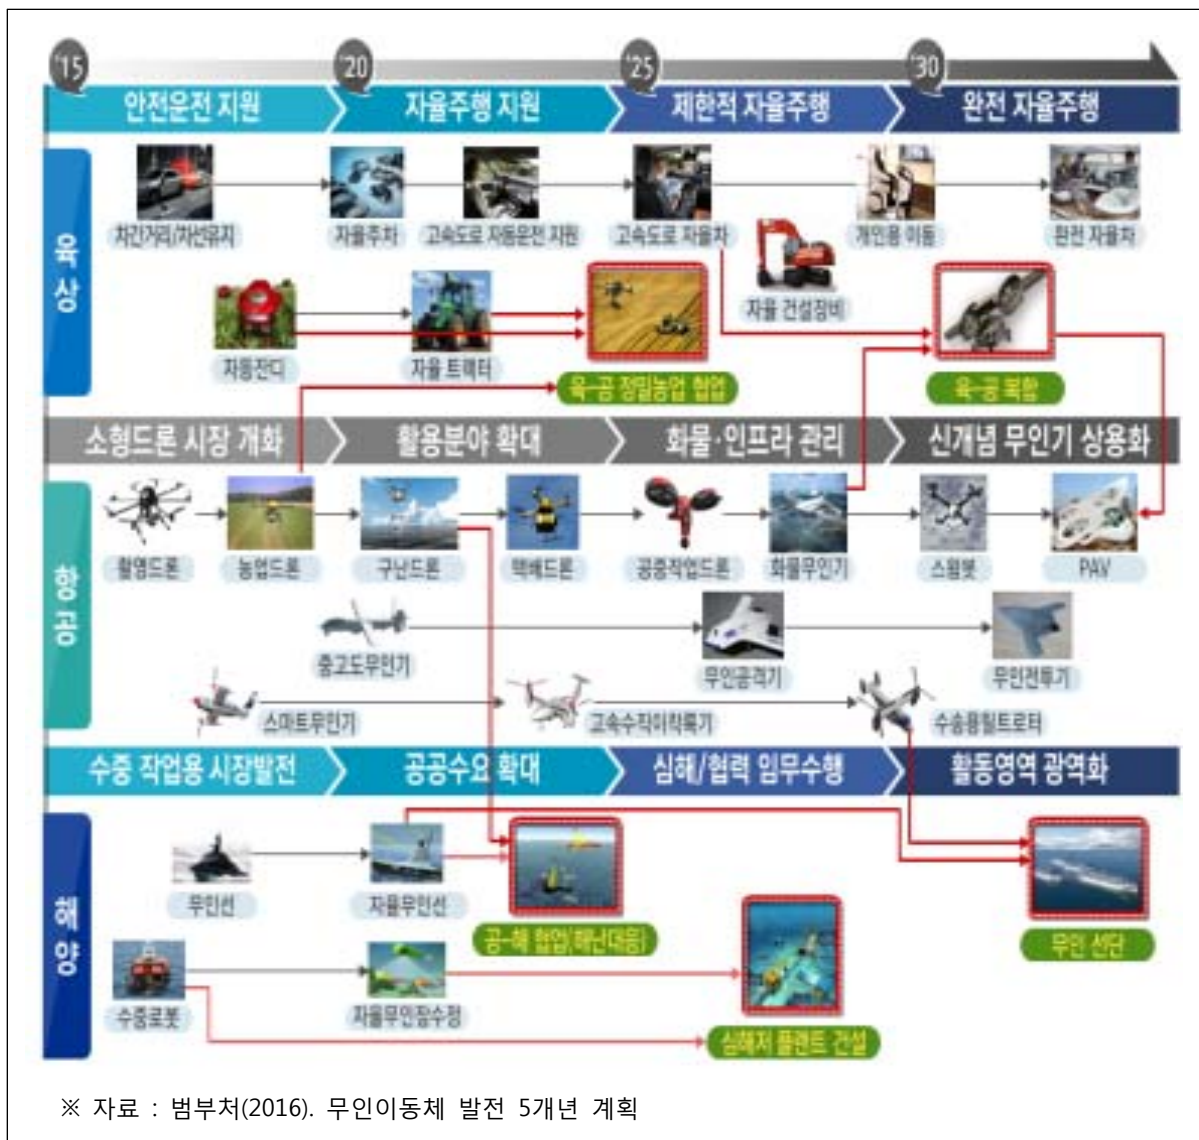 '15 '20 '25 '30
안전운전 지원 자율주행 지원 제한적 자율주행 완전 자율주행
육상
차간거리/차선유지 자율주차 고속도로 자동운전 지원 고속도로 자율차 개인용 이동 완전 자율차
자동잔디 자율 트랙터 자율 건설장비
육-공 정밀농업 협업 육-공 복합
소형드론 시장 개화 활용분야 확대 화물·인프라 관리 신개념 무인기 상용화
항공
촬영드론 농업드론 구난드론 택배드론 공중작업드론 화물무인기 스웜봇 PAV
중고도무인기 무인공격기 무인전투기
스마트무인기 고속수직이착륙기 수송용틸트로터
수중 작업용 시장발전 공공수요 확대 심해/협력 임무수행 활동영역 광역화
해양
무인선 자율무인선
공-해 협업(해난대응) 무인 선단
수중로봇 자율무인잠수정
심해저 플랜트 건설
※ 자료 : 범부처(2016). 무인이동체 발전 5개년 계획